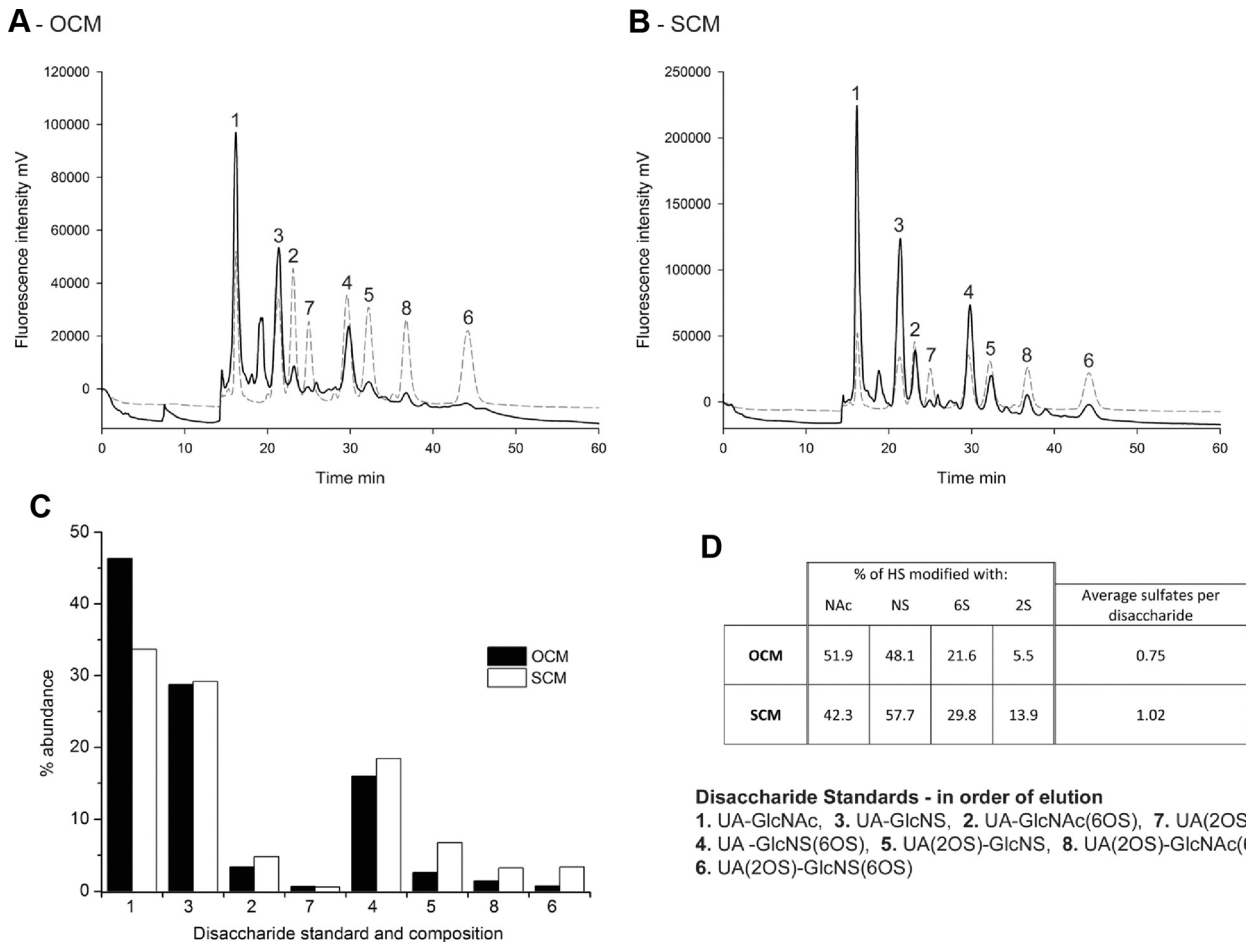 A - OCM
120000
100000
80000
60000
40000
20000
0
Fluorescence intensity mV
1
3
2
7
4
5
8
6
0 10 20 30 40 50 60
Time min
B - SCM
250000
200000
150000
100000
50000
0
Fluorescence intensity mV
1
3
2
7
4
5
8
6
0 10 20 30 40 50 60
Time min
C
50
40
30
20
10
0
% abundance
OCM
SCM
1 3 2 7 4 5 8 6
Disaccharide standard and composition
D
% of HS modified with:
NAc NS 6S 2S
Average sulfates per
disaccharide
OCM 51.9 48.1 21.6 5.5 0.75
SCM 42.3 57.7 29.8 13.9 1.02
Disaccharide Standards - in order of elution
1. UA-GlcNAc, 3. UA-GlcNS, 2. UA-GlcNAc(6OS), 7. UA(2OS
4. UA -GlcNS(6OS), 5. UA(2OS)-GlcNS, 8. UA(2OS)-GlcNAc(6
6. UA(2OS)-GlcNS(6OS)